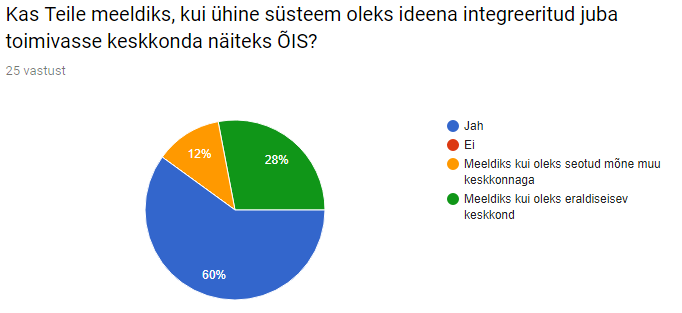 Kas Teile meeldiks, kui ühine süsteem oleks ideena integreeritud juba
toimivasse keskkonda näiteks ÕIS?
25 vastust
12%
28%
60%
Jah
Ei
Meeldiks kui oleks seotud mõne muu
keskkonnaga
Meeldiks kui oleks eraldiseisev
keskkond